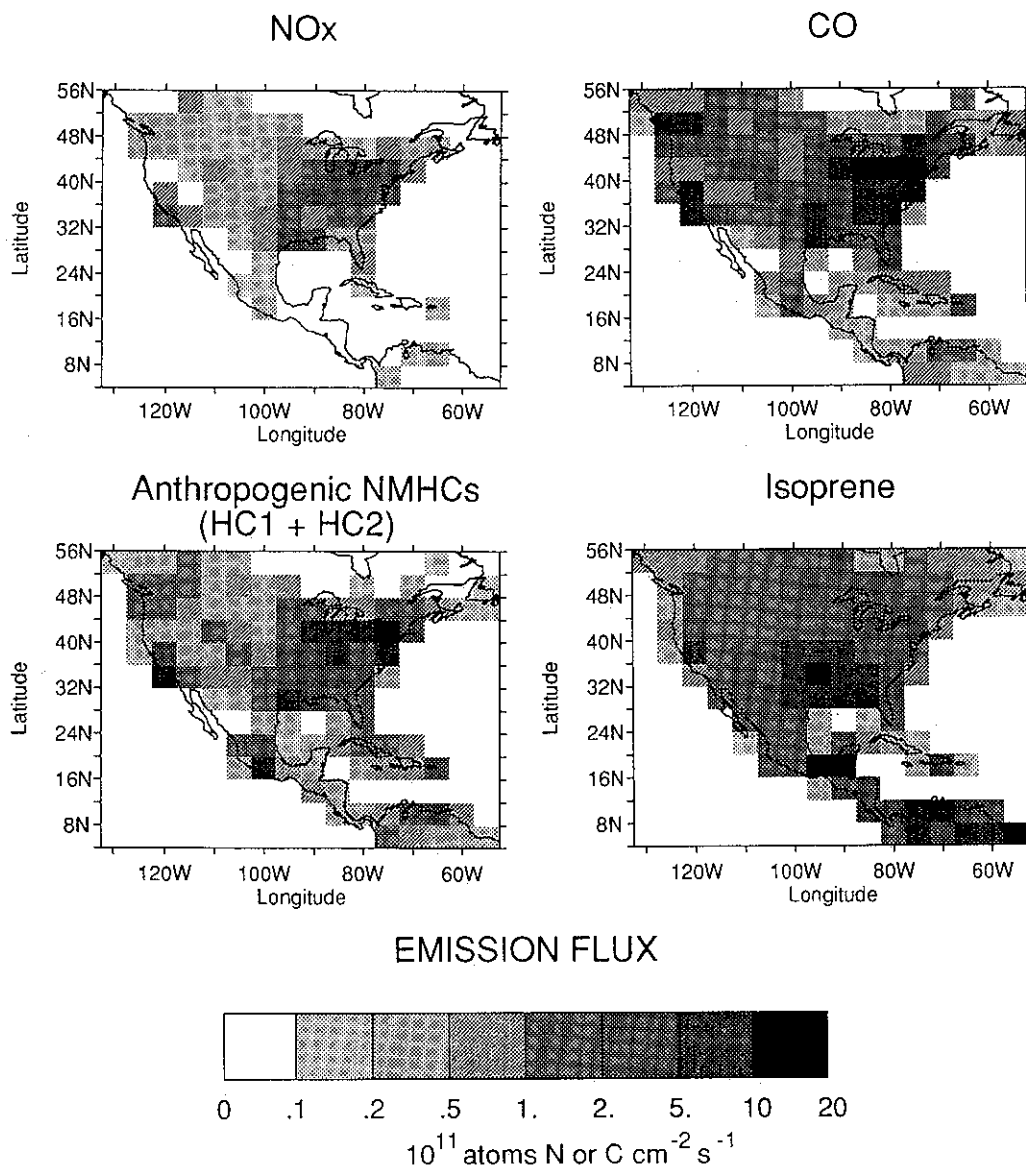 NOx
CO
56N
48N
40N
32N
24N
16N
8N
Latitude
120W 100W 80W 60W
Longitude
56N
48N
40N
32N
24N
16N
8N
Latitude
120W 100W 80W 60W
Longitude
Anthropogenic NMHCs
(HC1 + HC2)
Isoprene
56N
48N
40N
32N
24N
16N
8N
Latitude
120W 100W 80W 60W
Longitude
56N
48N
40N
32N
24N
16N
8N
Latitude
120W 100W 80W 60W
Longitude
EMISSION FLUX
0 .1 .2 .5 1. 2. 5. 10 20
10¹¹ atoms N or C cm⁻² s⁻¹